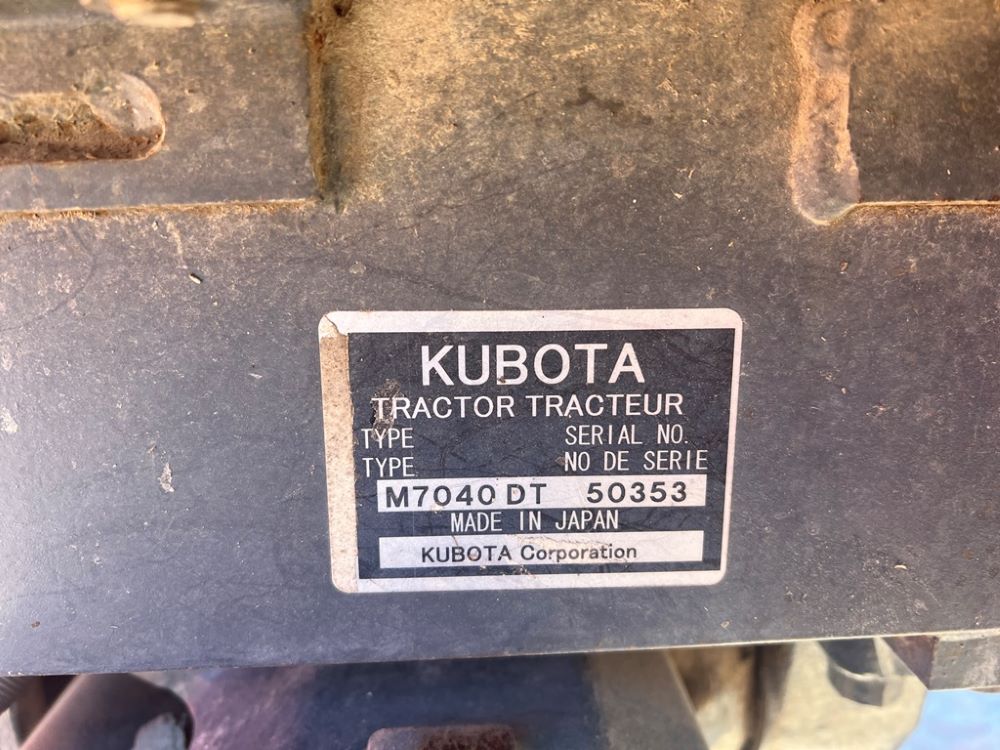 KUBOTA
TRACTOR TRACTEUR
TYPE SERIAL NO.
TYPE NO DE SERIE
M7040 DT 50353
MADE IN JAPAN
KUBOTA Corporation